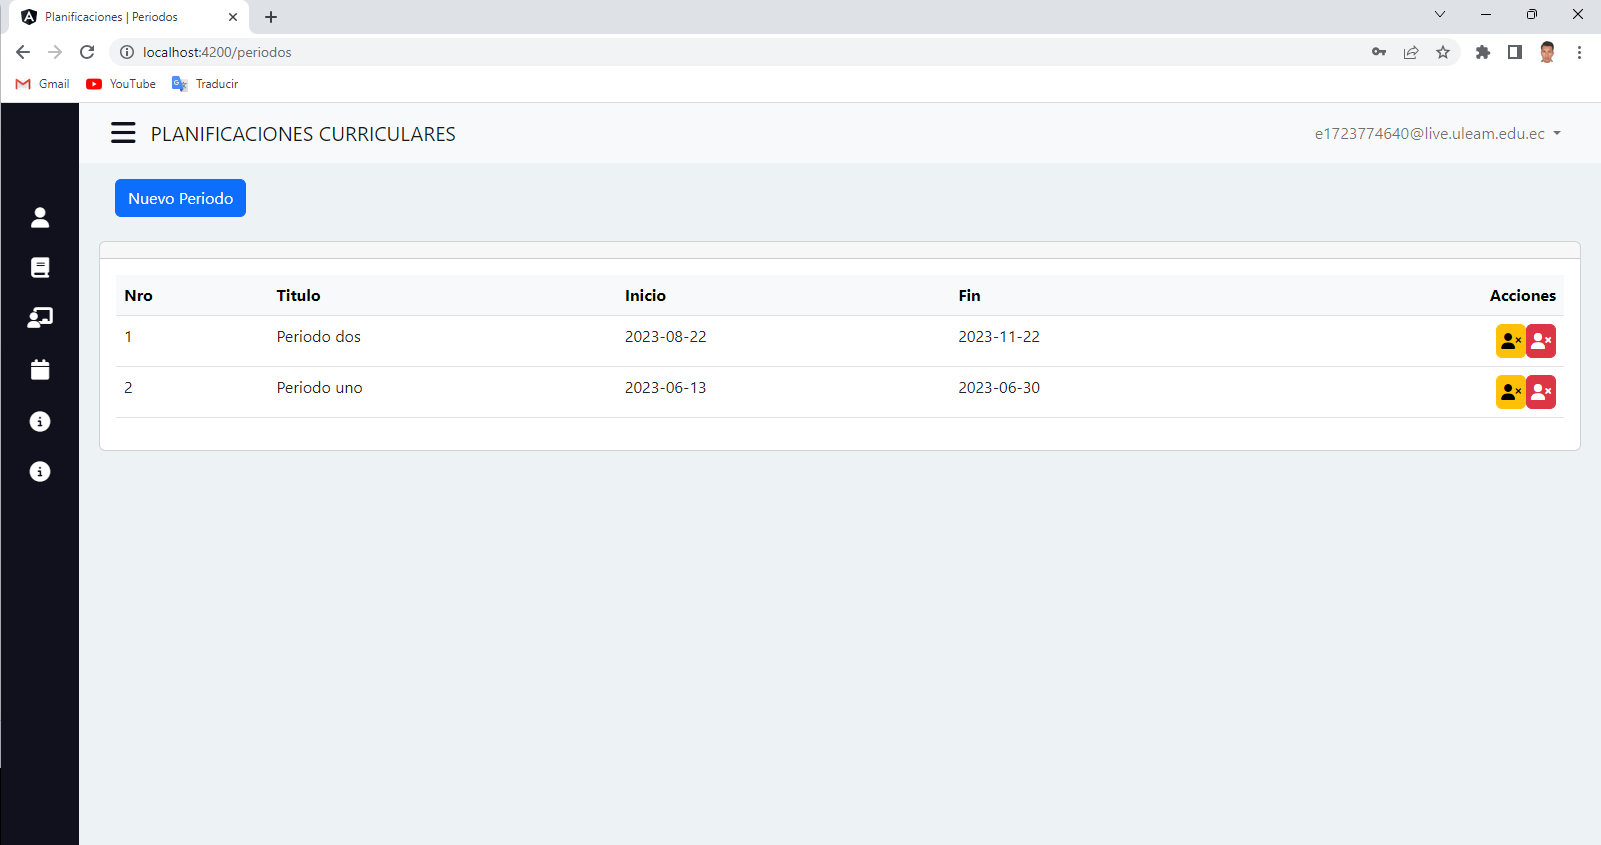 Planificaciones | Periodos
localhost:4200/periodos
Gmail YouTube Traducir
PLANIFICACIONES CURRICULARES e1723774640@live.uleam.edu.ec
Nuevo Periodo
Nro Titulo Inicio Fin Acciones
1 Periodo dos 2023-08-22 2023-11-22
2 Periodo uno 2023-06-13 2023-06-30